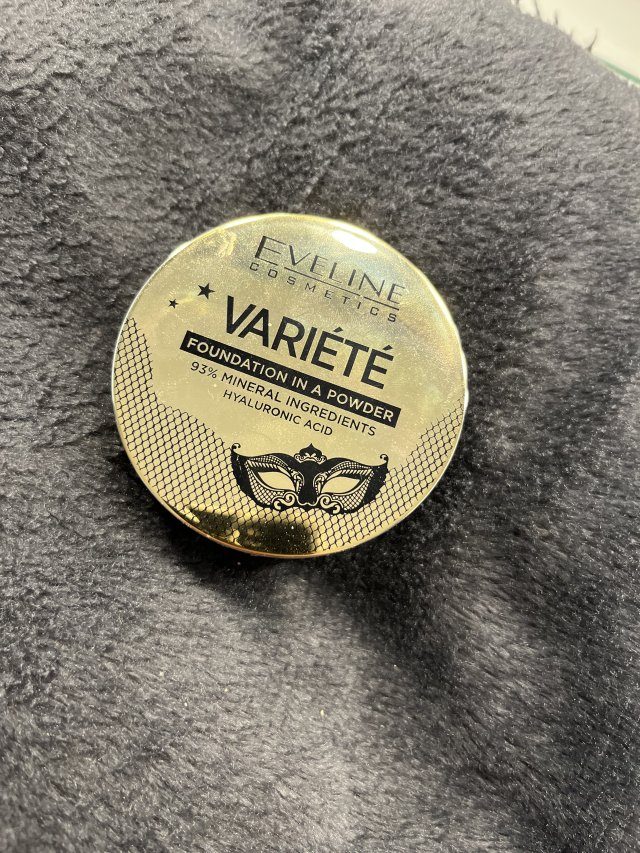 EVELINE
COSMETICS
VARIÉTÉ
FOUNDATION IN A POWDER
93% MINERAL INGREDIENTS
HYALURONIC ACID